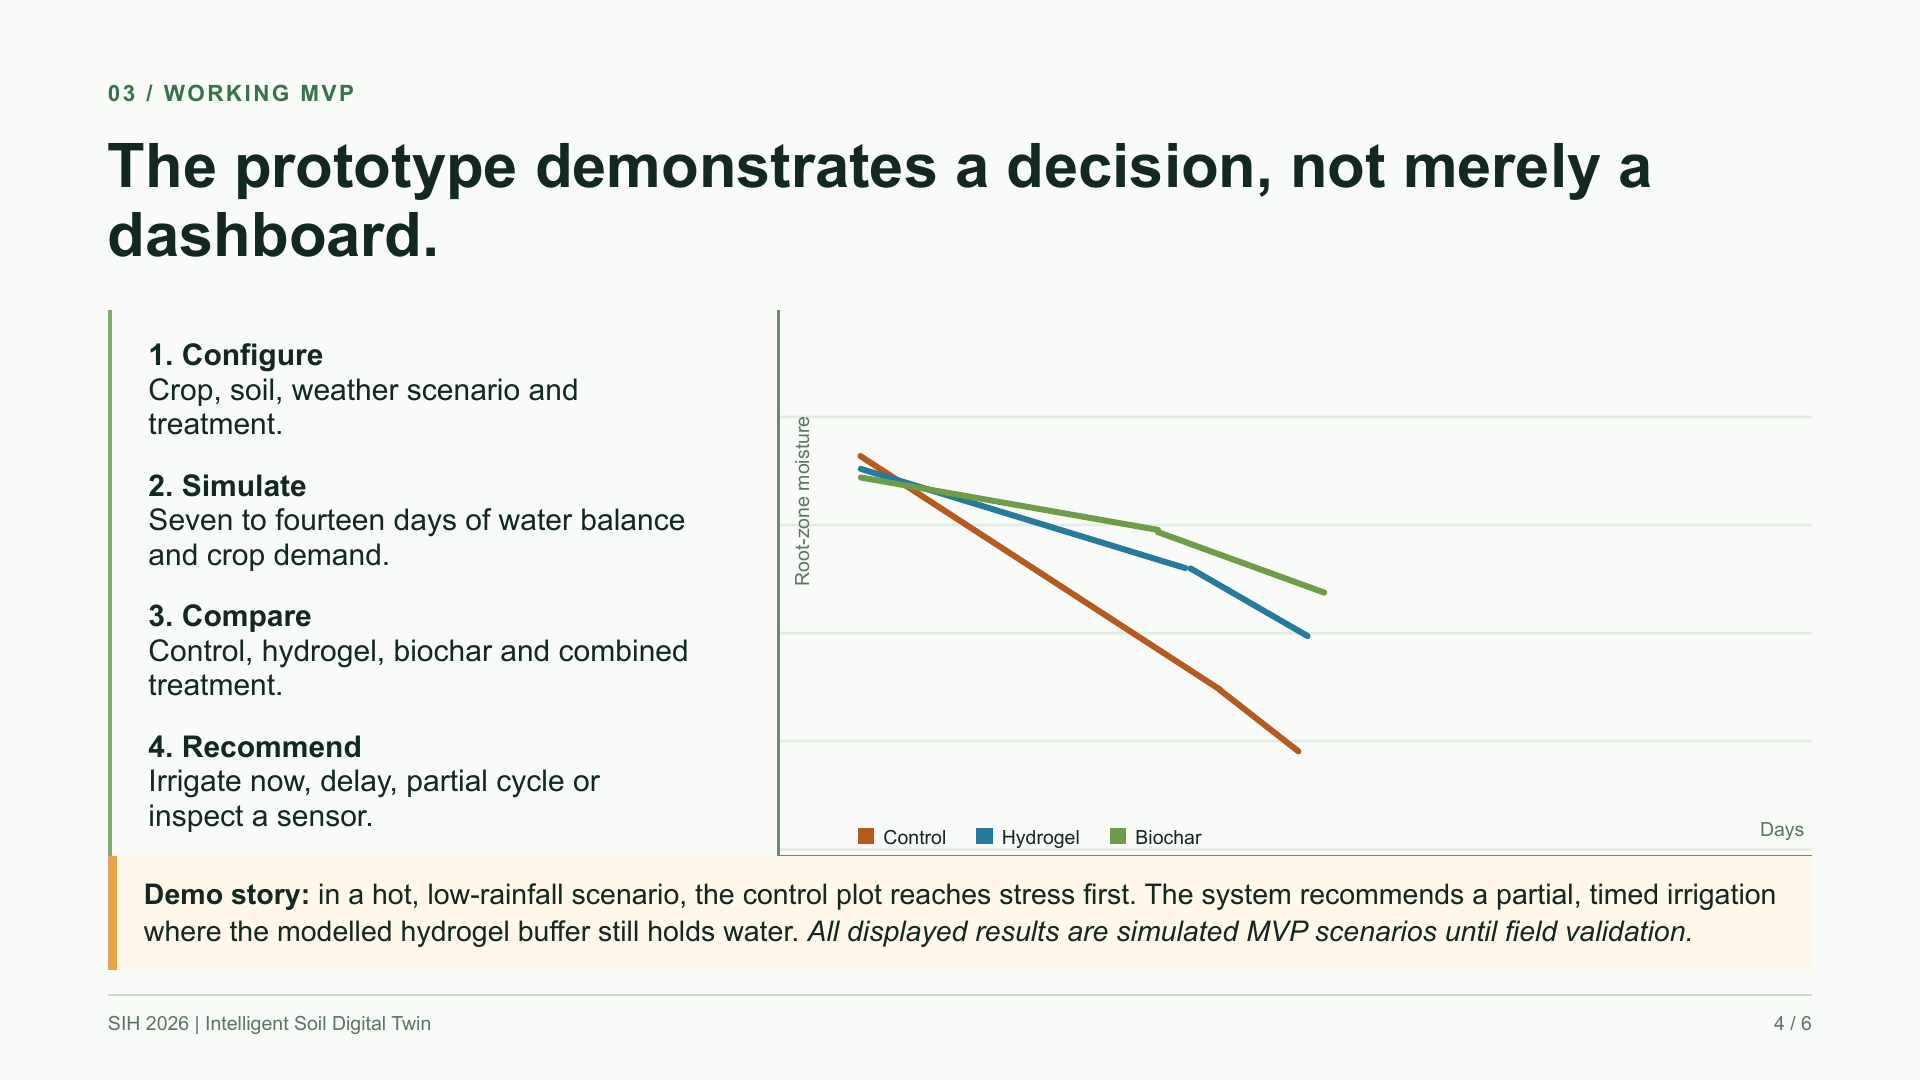 03 / WORKING MVP
The prototype demonstrates a decision, not merely a
dashboard.
1. Configure
Crop, soil, weather scenario and
treatment.
2. Simulate
Seven to fourteen days of water balance
and crop demand.
3. Compare
Control, hydrogel, biochar and combined
treatment.
4. Recommend
Irrigate now, delay, partial cycle or
inspect a sensor.
Root-zone moisture
Days
Control
Hydrogel
Biochar
Demo story: in a hot, low-rainfall scenario, the control plot reaches stress first. The system recommends a partial, timed irrigation
where the modelled hydrogel buffer still holds water. All displayed results are simulated MVP scenarios until field validation.
SIH 2026 | Intelligent Soil Digital Twin
4 / 6